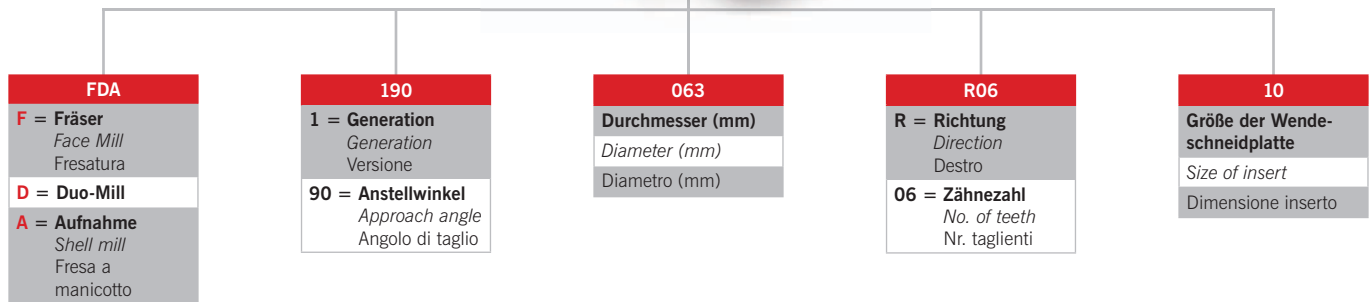 FDA
F = Fräser
Face Mill
Fresatura
D = Duo-Mill
A = Aufnahme
Shell mill
Fresa a
manicotto
190
1 = Generation
Generation
Versione
90 = Anstellwinkel
Approach angle
Angolo di taglio
063
Durchmesser (mm)
Diameter (mm)
Diametro (mm)
R06
R = Richtung
Direction
Destro
06 = Zähnezahl
No. of teeth
Nr. taglienti
10
Größe der Wende-
schneidplatte
Size of insert
Dimensione inserto